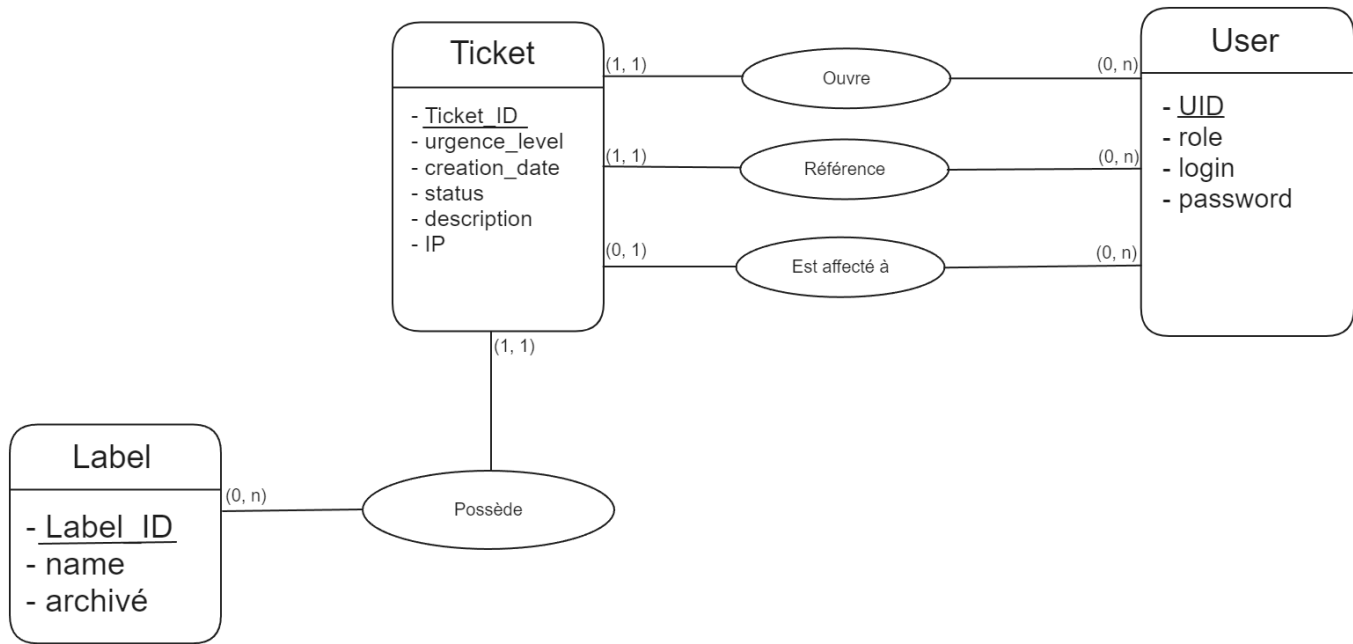 Ticket
- Ticket_ID
- urgence_level
- creation_date
- status
- description
- IP
(1, 1)
Ouvre
(0, n)
(1, 1)
Référence
(0, n)
(0, 1)
Est affecté à
(0, n)
User
- UID
- role
- login
- password
(1, 1)
Label
- Label_ID
- name
- archivé
(0, n)
Possède